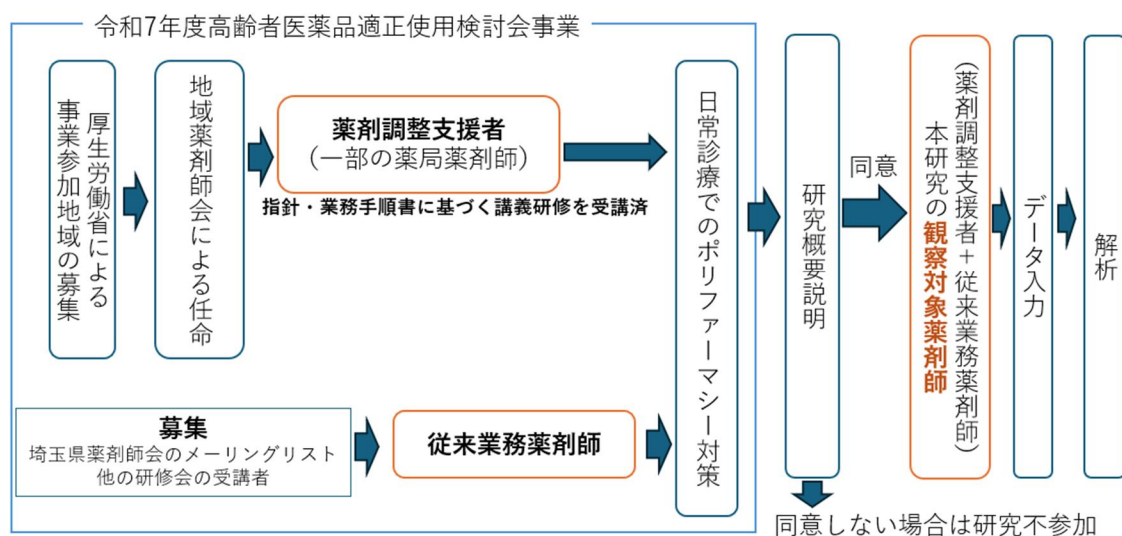 令和7年度高齢者医薬品適正使用検討会事業
厚生労働省による
事業参加地域の募集
地域薬剤師会による任命
薬剤調整支援者
（一部の薬局薬剤師）
指針・業務手順書に基づく講義研修を受講済
募集
埼玉県薬剤師会のメーリングリスト
他の研修会の受講者
従来業務薬剤師
日常診療でのポリファーマシー対策
研究概要説明
同意
同意しない場合は研究不参加
本研究の観察対象薬剤師
（薬剤調整支援者＋従来業務薬剤師）
データ入力
解析